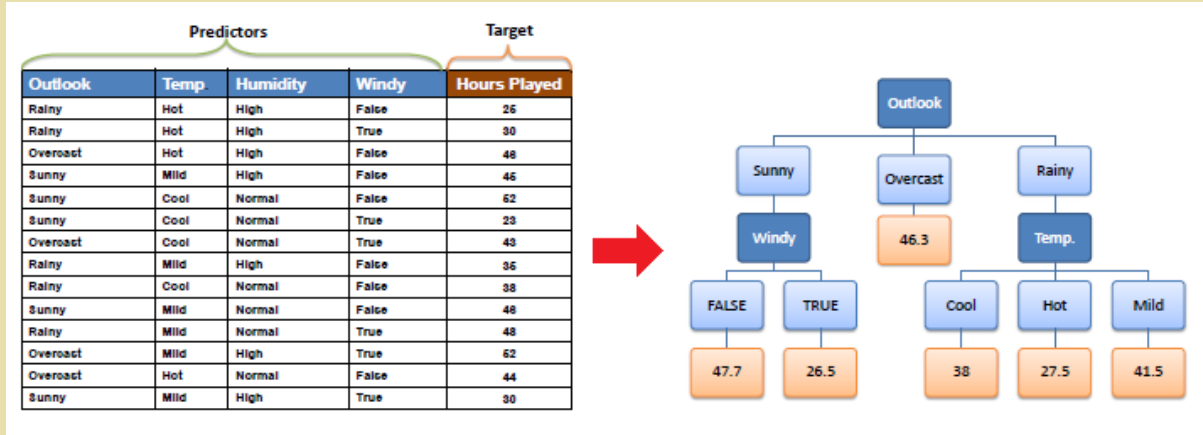 Predictors Target
Outlook Temp. Humidity Windy Hours Played
Rainy Hot High False 25
Rainy Hot High True 30
Overcast Hot High False 46
Sunny Mild High False 45
Sunny Cool Normal False 52
Sunny Cool Normal True 23
Overcast Cool Normal True 43
Rainy Mild High False 35
Rainy Cool Normal False 38
Sunny Mild Normal False 46
Rainy Mild Normal True 48
Overcast Mild High True 52
Overcast Hot Normal False 44
Sunny Mild High True 30
Outlook
Sunny Overcast Rainy
Windy 46.3 Temp.
FALSE TRUE Cool Hot Mild
47.7 26.5 38 27.5 41.5